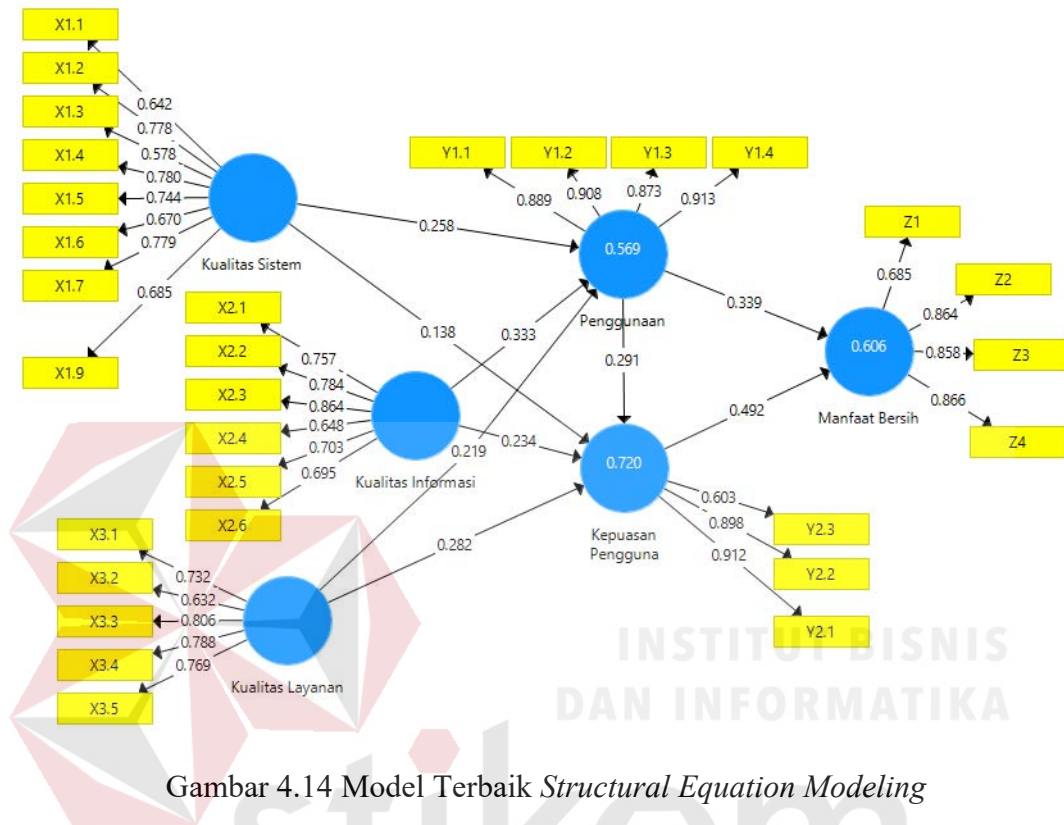 X1.1
X1.2
X1.3
X1.4
X1.5
X1.6
X1.7
X1.9
0.642
0.778
0.578
0.780
0.744
0.670
0.779
0.685
Kualitas Sistem
X2.1
X2.2
X2.3
X2.4
X2.5
X2.6
0.757
0.784
0.864
0.648
0.703
0.695
Kualitas Informasi
X3.1
X3.2
X3.3
X3.4
X3.5
0.732
0.632
0.806
0.788
0.769
Kualitas Layanan
0.258
0.138
0.333
0.234
0.219
0.282
Y1.1
Y1.2
Y1.3
Y1.4
0.889
0.908
0.873
0.913
0.569
Penggunaan
0.291
0.720
Kepuasan
Pengguna
0.603
0.898
0.912
Y2.3
Y2.2
Y2.1
0.339
0.492
0.606
Manfaat Bersih
0.685
0.864
0.858
0.866
Z1
Z2
Z3
Z4
INSTITUT BISNIS
DAN INFORMATIKA
Gambar 4.14 Model Terbaik Structural Equation Modeling
stikom